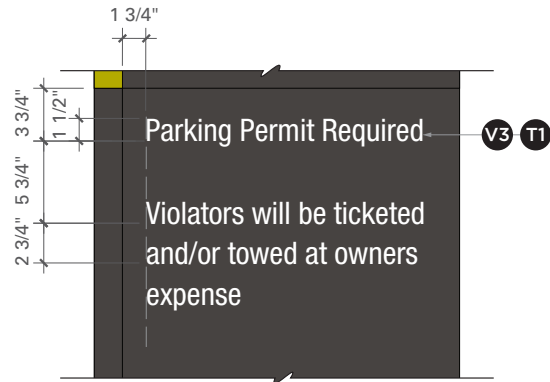 1 3/4"
3 3/4"
1 1/2"
Parking Permit Required
V3 T1
5 3/4"
Violators will be ticketed
2 3/4"
and/or towed at owners
expense